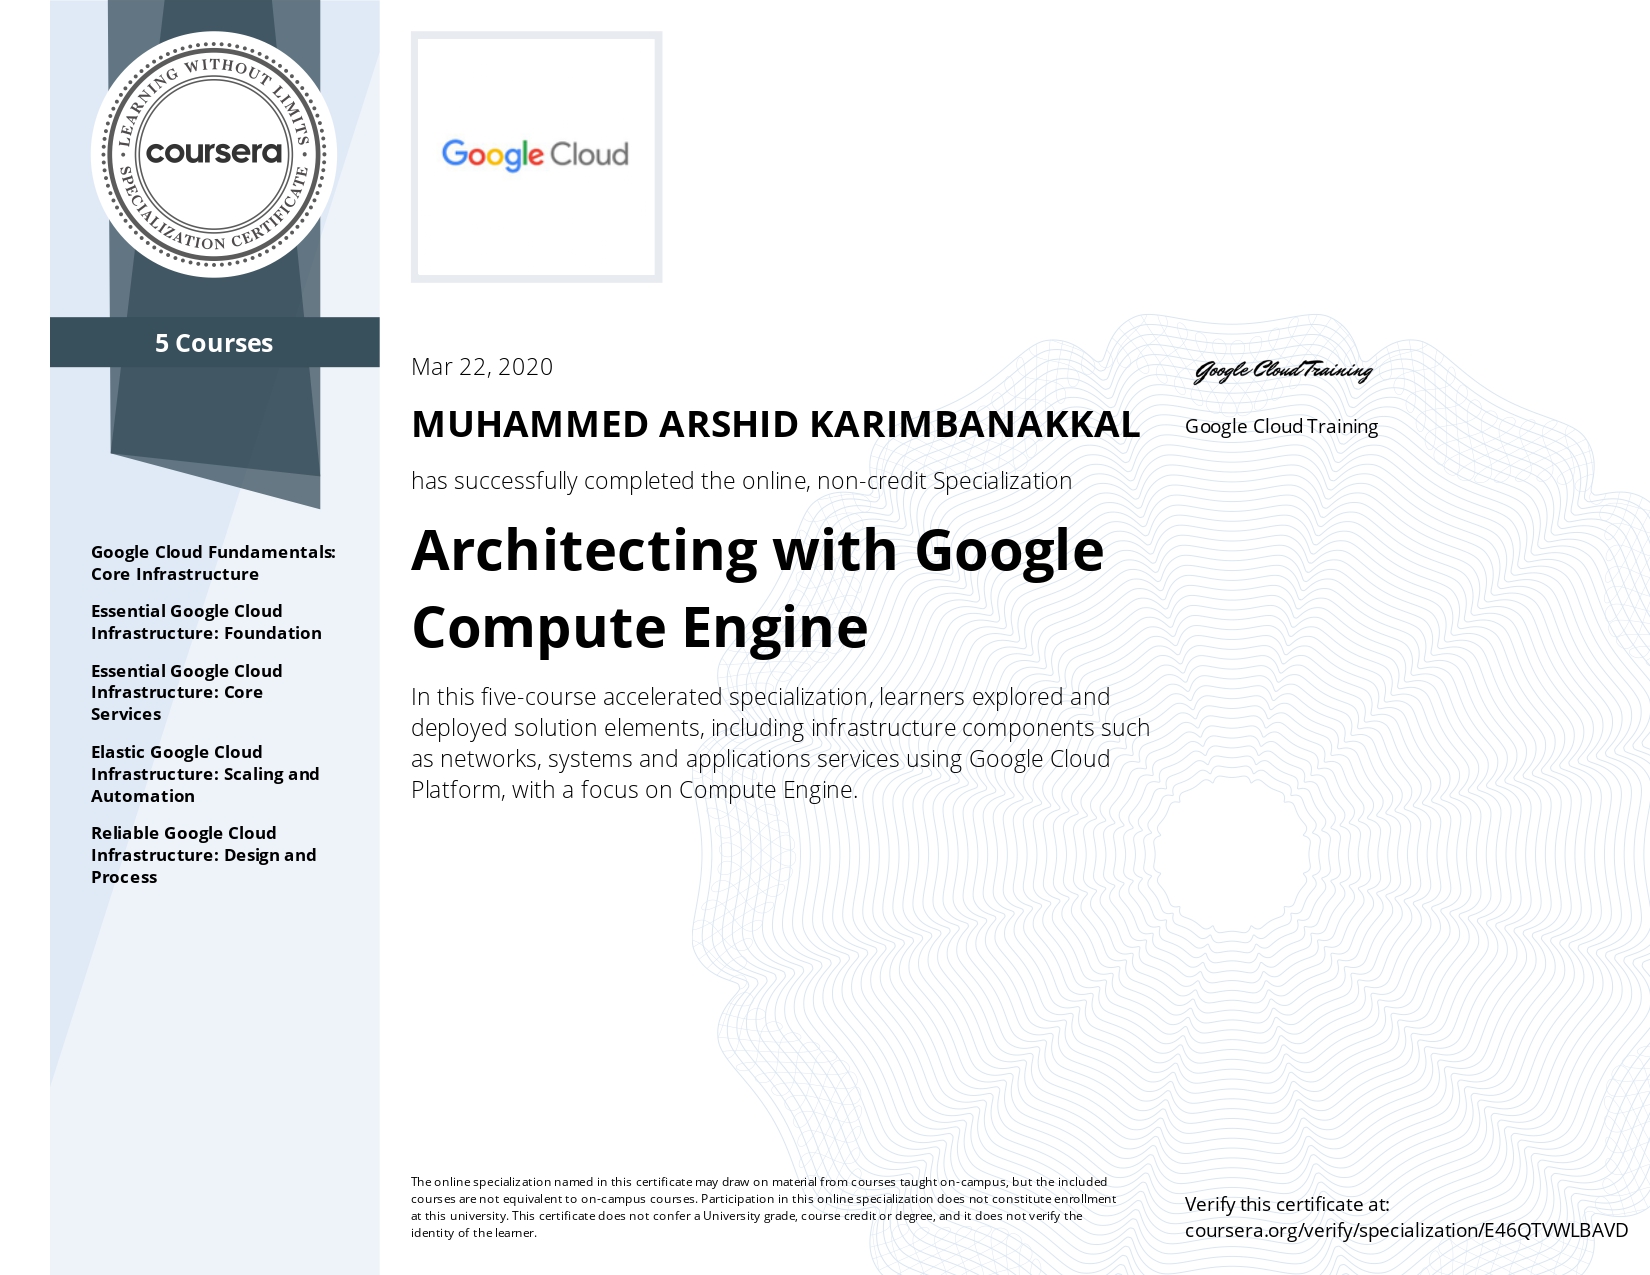 LEARNING WITHOUT LIMITS
coursera
SPECIALIZATION CERTIFICATE
5 Courses
Google Cloud Fundamentals:
Core Infrastructure
Essential Google Cloud
Infrastructure: Foundation
Essential Google Cloud
Infrastructure: Core
Services
Elastic Google Cloud
Infrastructure: Scaling and
Automation
Reliable Google Cloud
Infrastructure: Design and
Process
Google Cloud
Mar 22, 2020
MUHAMMED ARSHID KARIMBANAKKAL
has successfully completed the online, non-credit Specialization
Architecting with Google
Compute Engine
In this five-course accelerated specialization, learners explored and
deployed solution elements, including infrastructure components such
as networks, systems and applications services using Google Cloud
Platform, with a focus on Compute Engine.
Google Cloud Training
Google Cloud Training
The online specialization named in this certificate may draw on material from courses taught on-campus, but the included
courses are not equivalent to on-campus courses. Participation in this online specialization does not constitute enrollment
at this university. This certificate does not confer a University grade, course credit or degree, and it does not verify the
identity of the learner.
Verify this certificate at:
coursera.org/verify/specialization/E46QTVWLBAVD